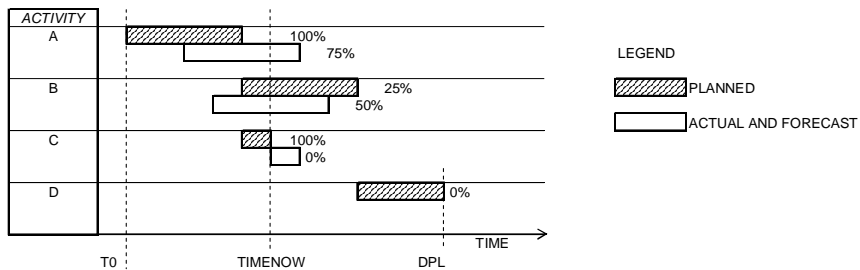 ACTIVITY
A 100%
75%
LEGEND
B 25%
PLANNED
50%
ACTUAL AND FORECAST
C 100%
0%
D 0%
TIME
T0 TIMENOW DPL